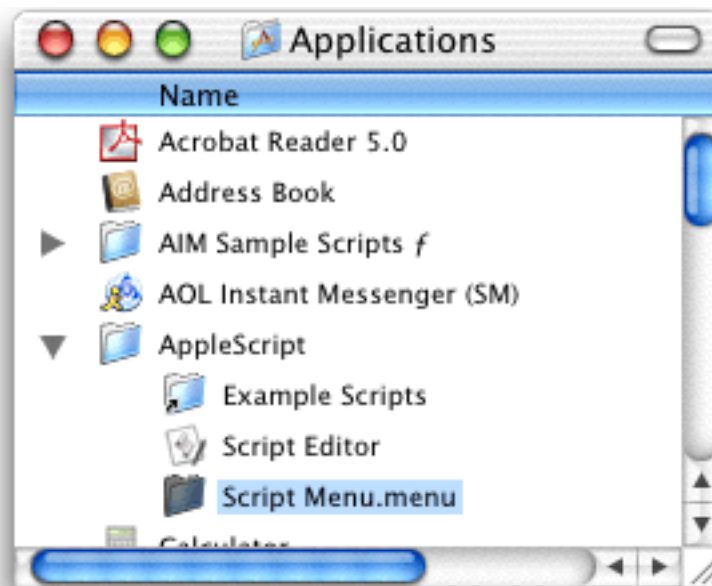 Applications
Name
Acrobat Reader 5.0
Address Book
AIM Sample Scripts ƒ
AOL Instant Messenger (SM)
AppleScript
Example Scripts
Script Editor
Script Menu.menu
Calculator